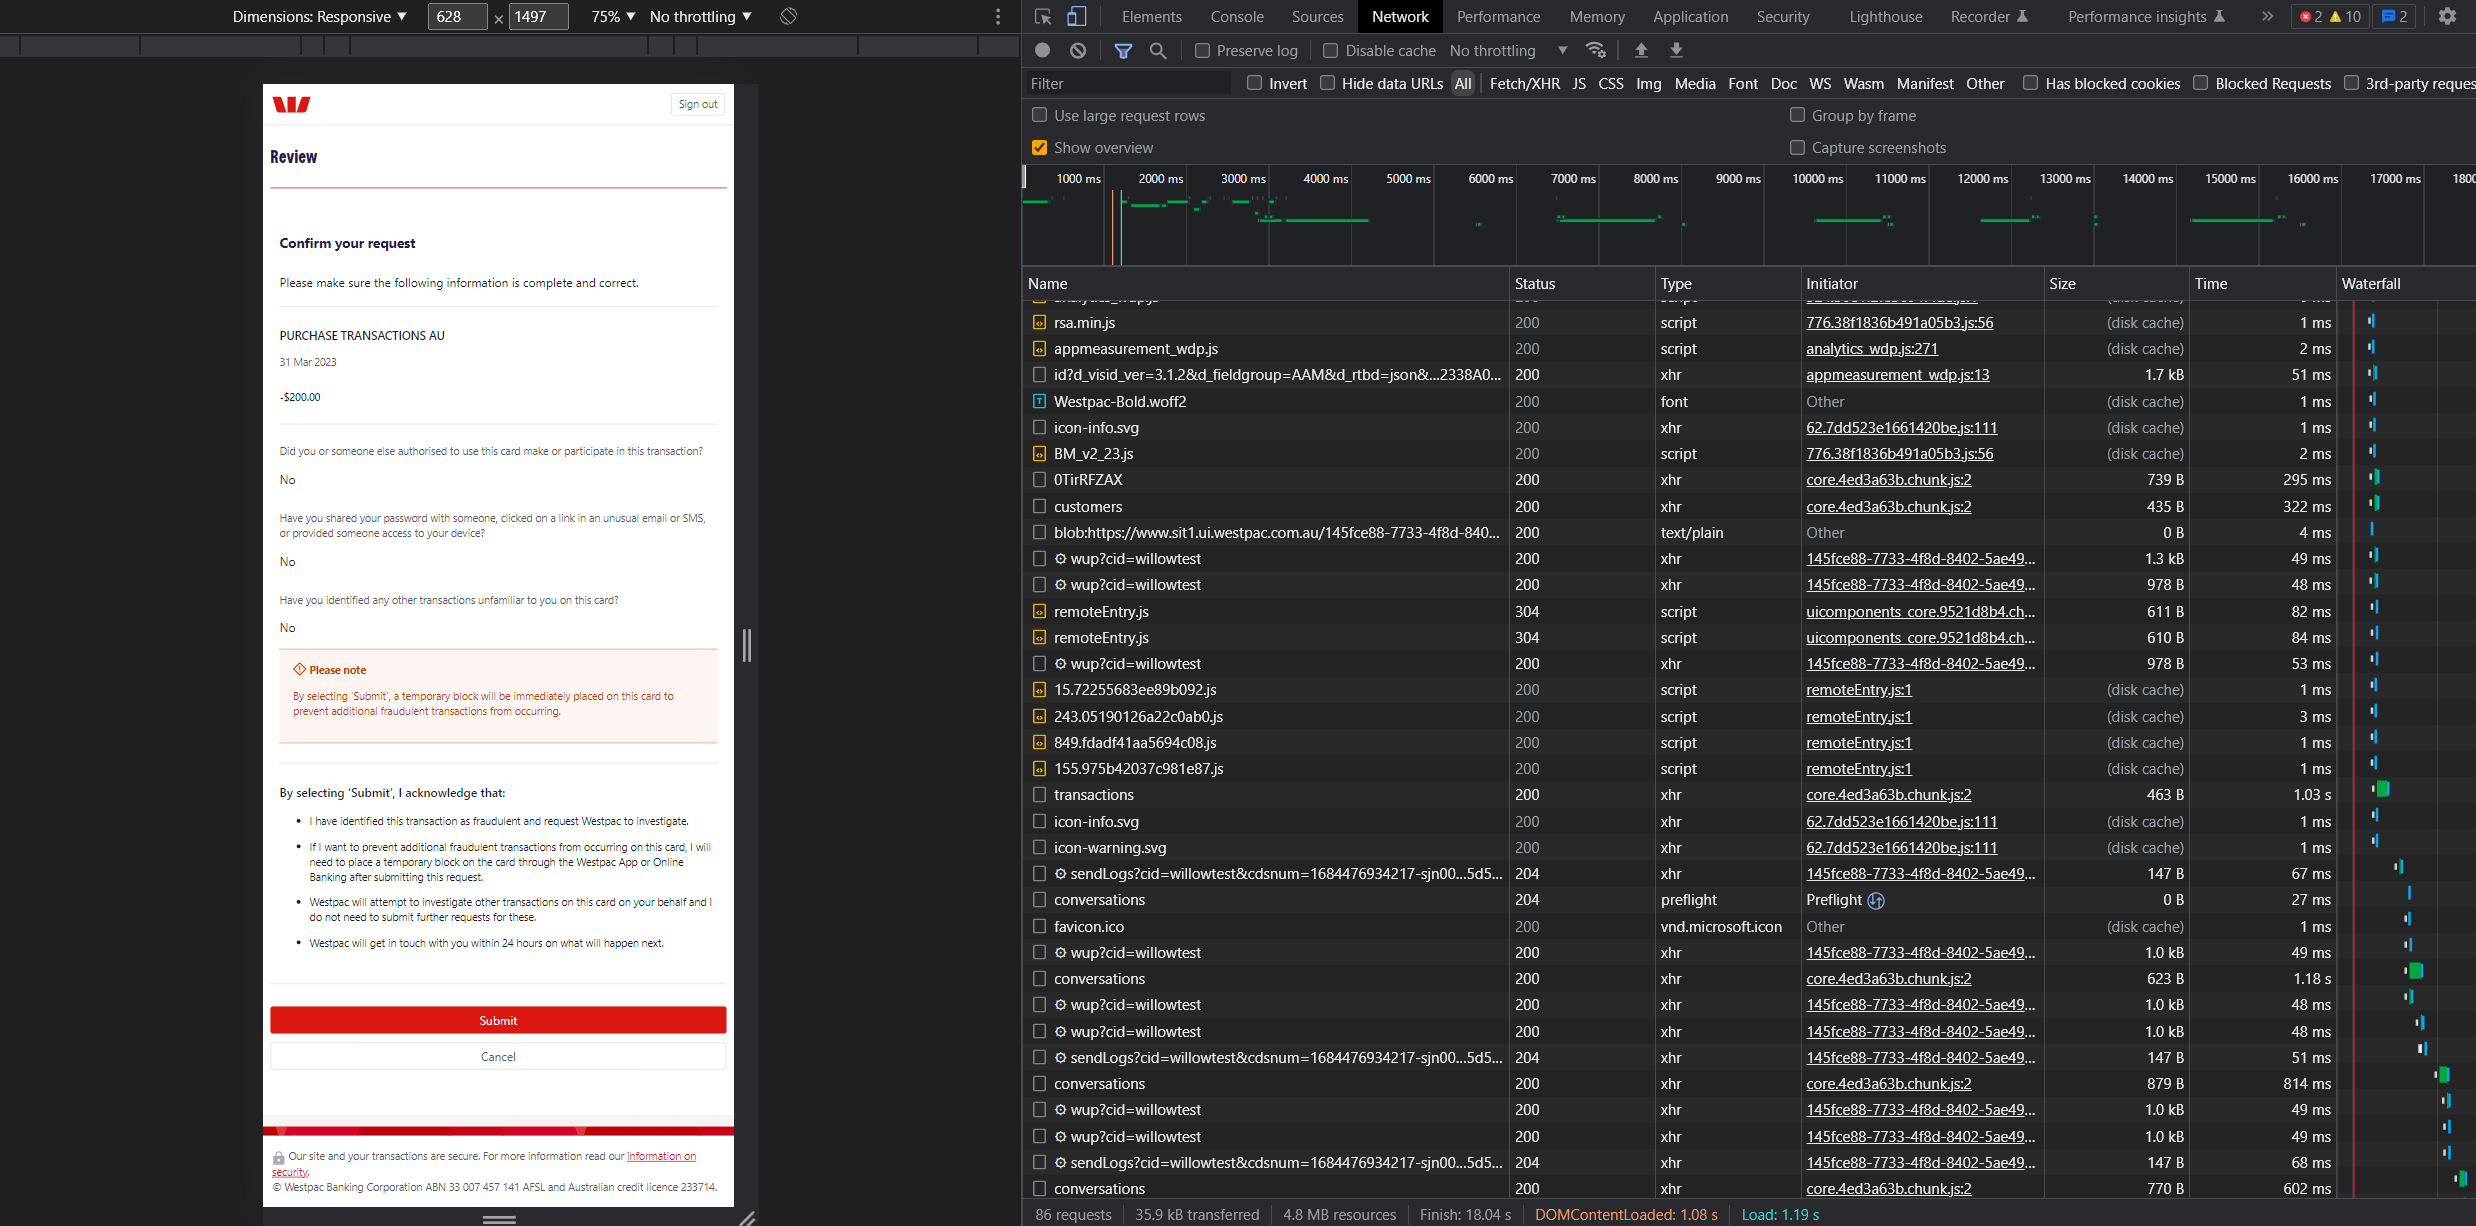 Dimensions: Responsive ▼ 628 × 1497 75% ▼ No throttling ▼
Sign out
Review
Confirm your request
Please make sure the following information is complete and correct.
PURCHASE TRANSACTIONS AU
31 Mar 2023
-$200.00
Did you or someone else authorised to use this card make or participate in this transaction?
No
Have you shared your password with someone, clicked on a link in an unusual email or SMS,
or provided someone access to your device?
No
Have you identified any other transactions unfamiliar to you on this card?
No
Please note
By selecting 'Submit', a temporary block will be immediately placed on this card to
prevent additional fraudulent transactions from occurring.
By selecting 'Submit', I acknowledge that:
• I have identified this transaction as fraudulent and request Westpac to investigate.
• If I want to prevent additional fraudulent transactions from occurring on this card, I will
need to place a temporary block on the card through the Westpac App or Online
Banking after submitting this request.
• Westpac will attempt to investigate other transactions on this card on your behalf and I
do not need to submit further requests for these.
• Westpac will get in touch with you within 24 hours on what will happen next.
Submit
Cancel
Our site and your transactions are secure. For more information read our information on
security.
© Westpac Banking Corporation ABN 33 007 457 141 AFSL and Australian credit licence 233714.
Elements Console Sources Network Performance Memory Application Security Lighthouse Recorder Performance insights » 2 10 2
Preserve log Disable cache No throttling ▼
Filter Invert Hide data URLs All Fetch/XHR JS CSS Img Media Font Doc WS Wasm Manifest Other Has blocked cookies Blocked Requests 3rd-party reques
Use large request rows Group by frame
Show overview Capture screenshots
1000 ms 2000 ms 3000 ms 4000 ms 5000 ms 6000 ms 7000 ms 8000 ms 9000 ms 10000 ms 11000 ms 12000 ms 13000 ms 14000 ms 15000 ms 16000 ms 17000 ms 1800
Name Status Type Initiator Size Time Waterfall
rsa.min.js 200 script 776.38f1836b491a05b3.js:56 (disk cache) 1 ms
appmeasurement_wdp.js 200 script analytics_wdp.js:271 (disk cache) 2 ms
id?d_visid_ver=3.1.2&d_fieldgroup=AAM&d_rtbd=json&...2338A0... 200 xhr appmeasurement_wdp.js:13 1.7 kB 51 ms
Westpac-Bold.woff2 200 font Other (disk cache) 1 ms
icon-info.svg 200 xhr 62.7dd523e1661420be.js:111 (disk cache) 1 ms
BM_v2_23.js 200 script 776.38f1836b491a05b3.js:56 (disk cache) 2 ms
0TirRFZAX 200 xhr core.4ed3a63b.chunk.js:2 739 B 295 ms
customers 200 xhr core.4ed3a63b.chunk.js:2 435 B 322 ms
blob:https://www.sit1.ui.westpac.com.au/145fce88-7733-4f8d-840... 200 text/plain Other 0 B 4 ms
wup?cid=willowtest 200 xhr 145fce88-7733-4f8d-8402-5ae49... 1.3 kB 49 ms
wup?cid=willowtest 200 xhr 145fce88-7733-4f8d-8402-5ae49... 978 B 48 ms
remoteEntry.js 304 script uicomponents_core.9521d8b4.ch... 611 B 82 ms
remoteEntry.js 304 script uicomponents_core.9521d8b4.ch... 610 B 84 ms
wup?cid=willowtest 200 xhr 145fce88-7733-4f8d-8402-5ae49... 978 B 53 ms
15.72255683ee89b092.js 200 script remoteEntry.js:1 (disk cache) 1 ms
243.05190126a22c0ab0.js 200 script remoteEntry.js:1 (disk cache) 3 ms
849.fdadf41aa5694c08.js 200 script remoteEntry.js:1 (disk cache) 1 ms
155.975b42037c981e87.js 200 script remoteEntry.js:1 (disk cache) 1 ms
transactions 200 xhr core.4ed3a63b.chunk.js:2 463 B 1.03 s
icon-info.svg 200 xhr 62.7dd523e1661420be.js:111 (disk cache) 1 ms
icon-warning.svg 200 xhr 62.7dd523e1661420be.js:111 (disk cache) 1 ms
sendLogs?cid=willowtest&cdsnum=1684476934217-sjn00...5d5... 204 xhr 145fce88-7733-4f8d-8402-5ae49... 147 B 67 ms
conversations 204 preflight Preflight 0 B 27 ms
favicon.ico 200 vnd.microsoft.icon Other (disk cache) 1 ms
wup?cid=willowtest 200 xhr 145fce88-7733-4f8d-8402-5ae49... 1.0 kB 49 ms
conversations 200 xhr core.4ed3a63b.chunk.js:2 623 B 1.18 s
wup?cid=willowtest 200 xhr 145fce88-7733-4f8d-8402-5ae49... 1.0 kB 48 ms
wup?cid=willowtest 200 xhr 145fce88-7733-4f8d-8402-5ae49... 1.0 kB 48 ms
sendLogs?cid=willowtest&cdsnum=1684476934217-sjn00...5d5... 204 xhr 145fce88-7733-4f8d-8402-5ae49... 147 B 51 ms
conversations 200 xhr core.4ed3a63b.chunk.js:2 879 B 814 ms
wup?cid=willowtest 200 xhr 145fce88-7733-4f8d-8402-5ae49... 1.0 kB 49 ms
wup?cid=willowtest 200 xhr 145fce88-7733-4f8d-8402-5ae49... 1.0 kB 49 ms
sendLogs?cid=willowtest&cdsnum=1684476934217-sjn00...5d5... 204 xhr 145fce88-7733-4f8d-8402-5ae49... 147 B 68 ms
conversations 200 xhr core.4ed3a63b.chunk.js:2 770 B 602 ms
86 requests 35.9 kB transferred 4.8 MB resources Finish: 18.04 s DOMContentLoaded: 1.08 s Load: 1.19 s